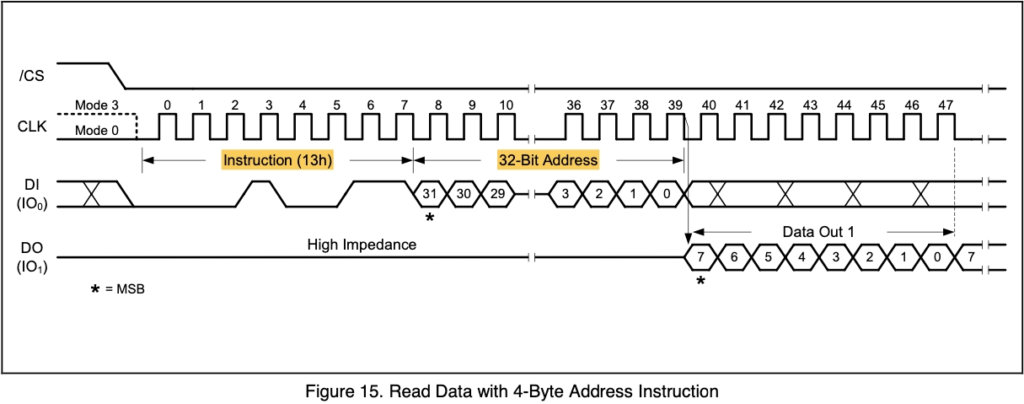 /CS
Mode 3 0 1 2 3 4 5 6 7 8 9 10 36 37 38 39 40 41 42 43 44 45 46 47
CLK
Mode 0
Instruction (13h) 32-Bit Address
DI
(IO₀)
31 30 29 3 2 1 0
*
Data Out 1
High Impedance
DO
(IO₁)
7 6 5 4 3 2 1 0 7
*
* = MSB
Figure 15. Read Data with 4-Byte Address Instruction